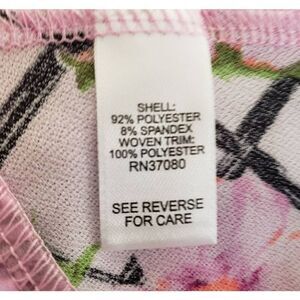 SHELL:
92% POLYESTER
8% SPANDEX
WOVEN TRIM:
100% POLYESTER
RN37080
SEE REVERSE
FOR CARE